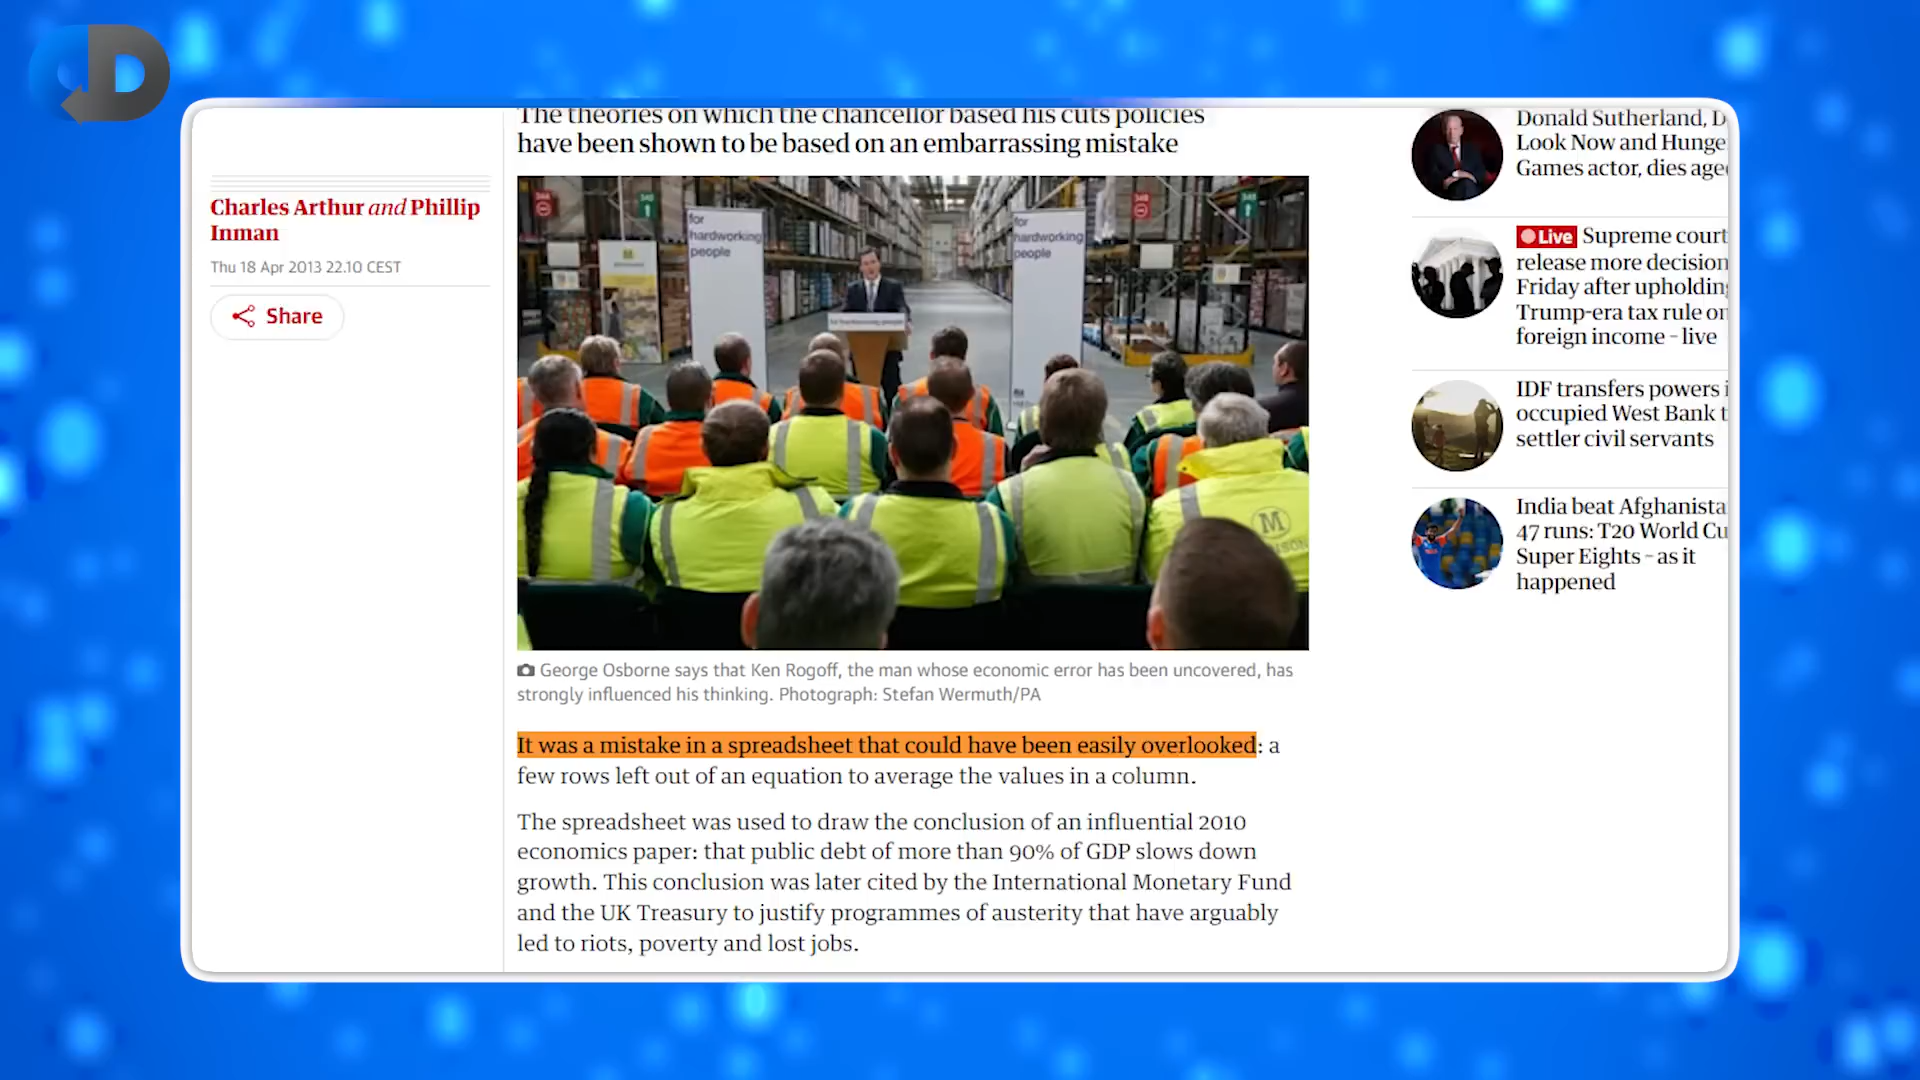 The theories on which the chancellor based his cuts policies
have been shown to be based on an embarrassing mistake
Charles Arthur and Phillip
Inman
Thu 18 Apr 2013 22.10 CEST
Share
for
hardworking
people
for
hardworking
people
for hardworking people
M
George Osborne says that Ken Rogoff, the man whose economic error has been uncovered, has
strongly influenced his thinking. Photograph: Stefan Wermuth/PA
It was a mistake in a spreadsheet that could have been easily overlooked: a
few rows left out of an equation to average the values in a column.
The spreadsheet was used to draw the conclusion of an influential 2010
economics paper: that public debt of more than 90% of GDP slows down
growth. This conclusion was later cited by the International Monetary Fund
and the UK Treasury to justify programmes of austerity that have arguably
led to riots, poverty and lost jobs.
Donald Sutherland, D
Look Now and Hunge
Games actor, dies age
Live Supreme court
release more decision
Friday after upholding
Trump-era tax rule on
foreign income – live
IDF transfers powers i
occupied West Bank t
settler civil servants
India beat Afghanista
47 runs: T20 World Cu
Super Eights – as it
happened